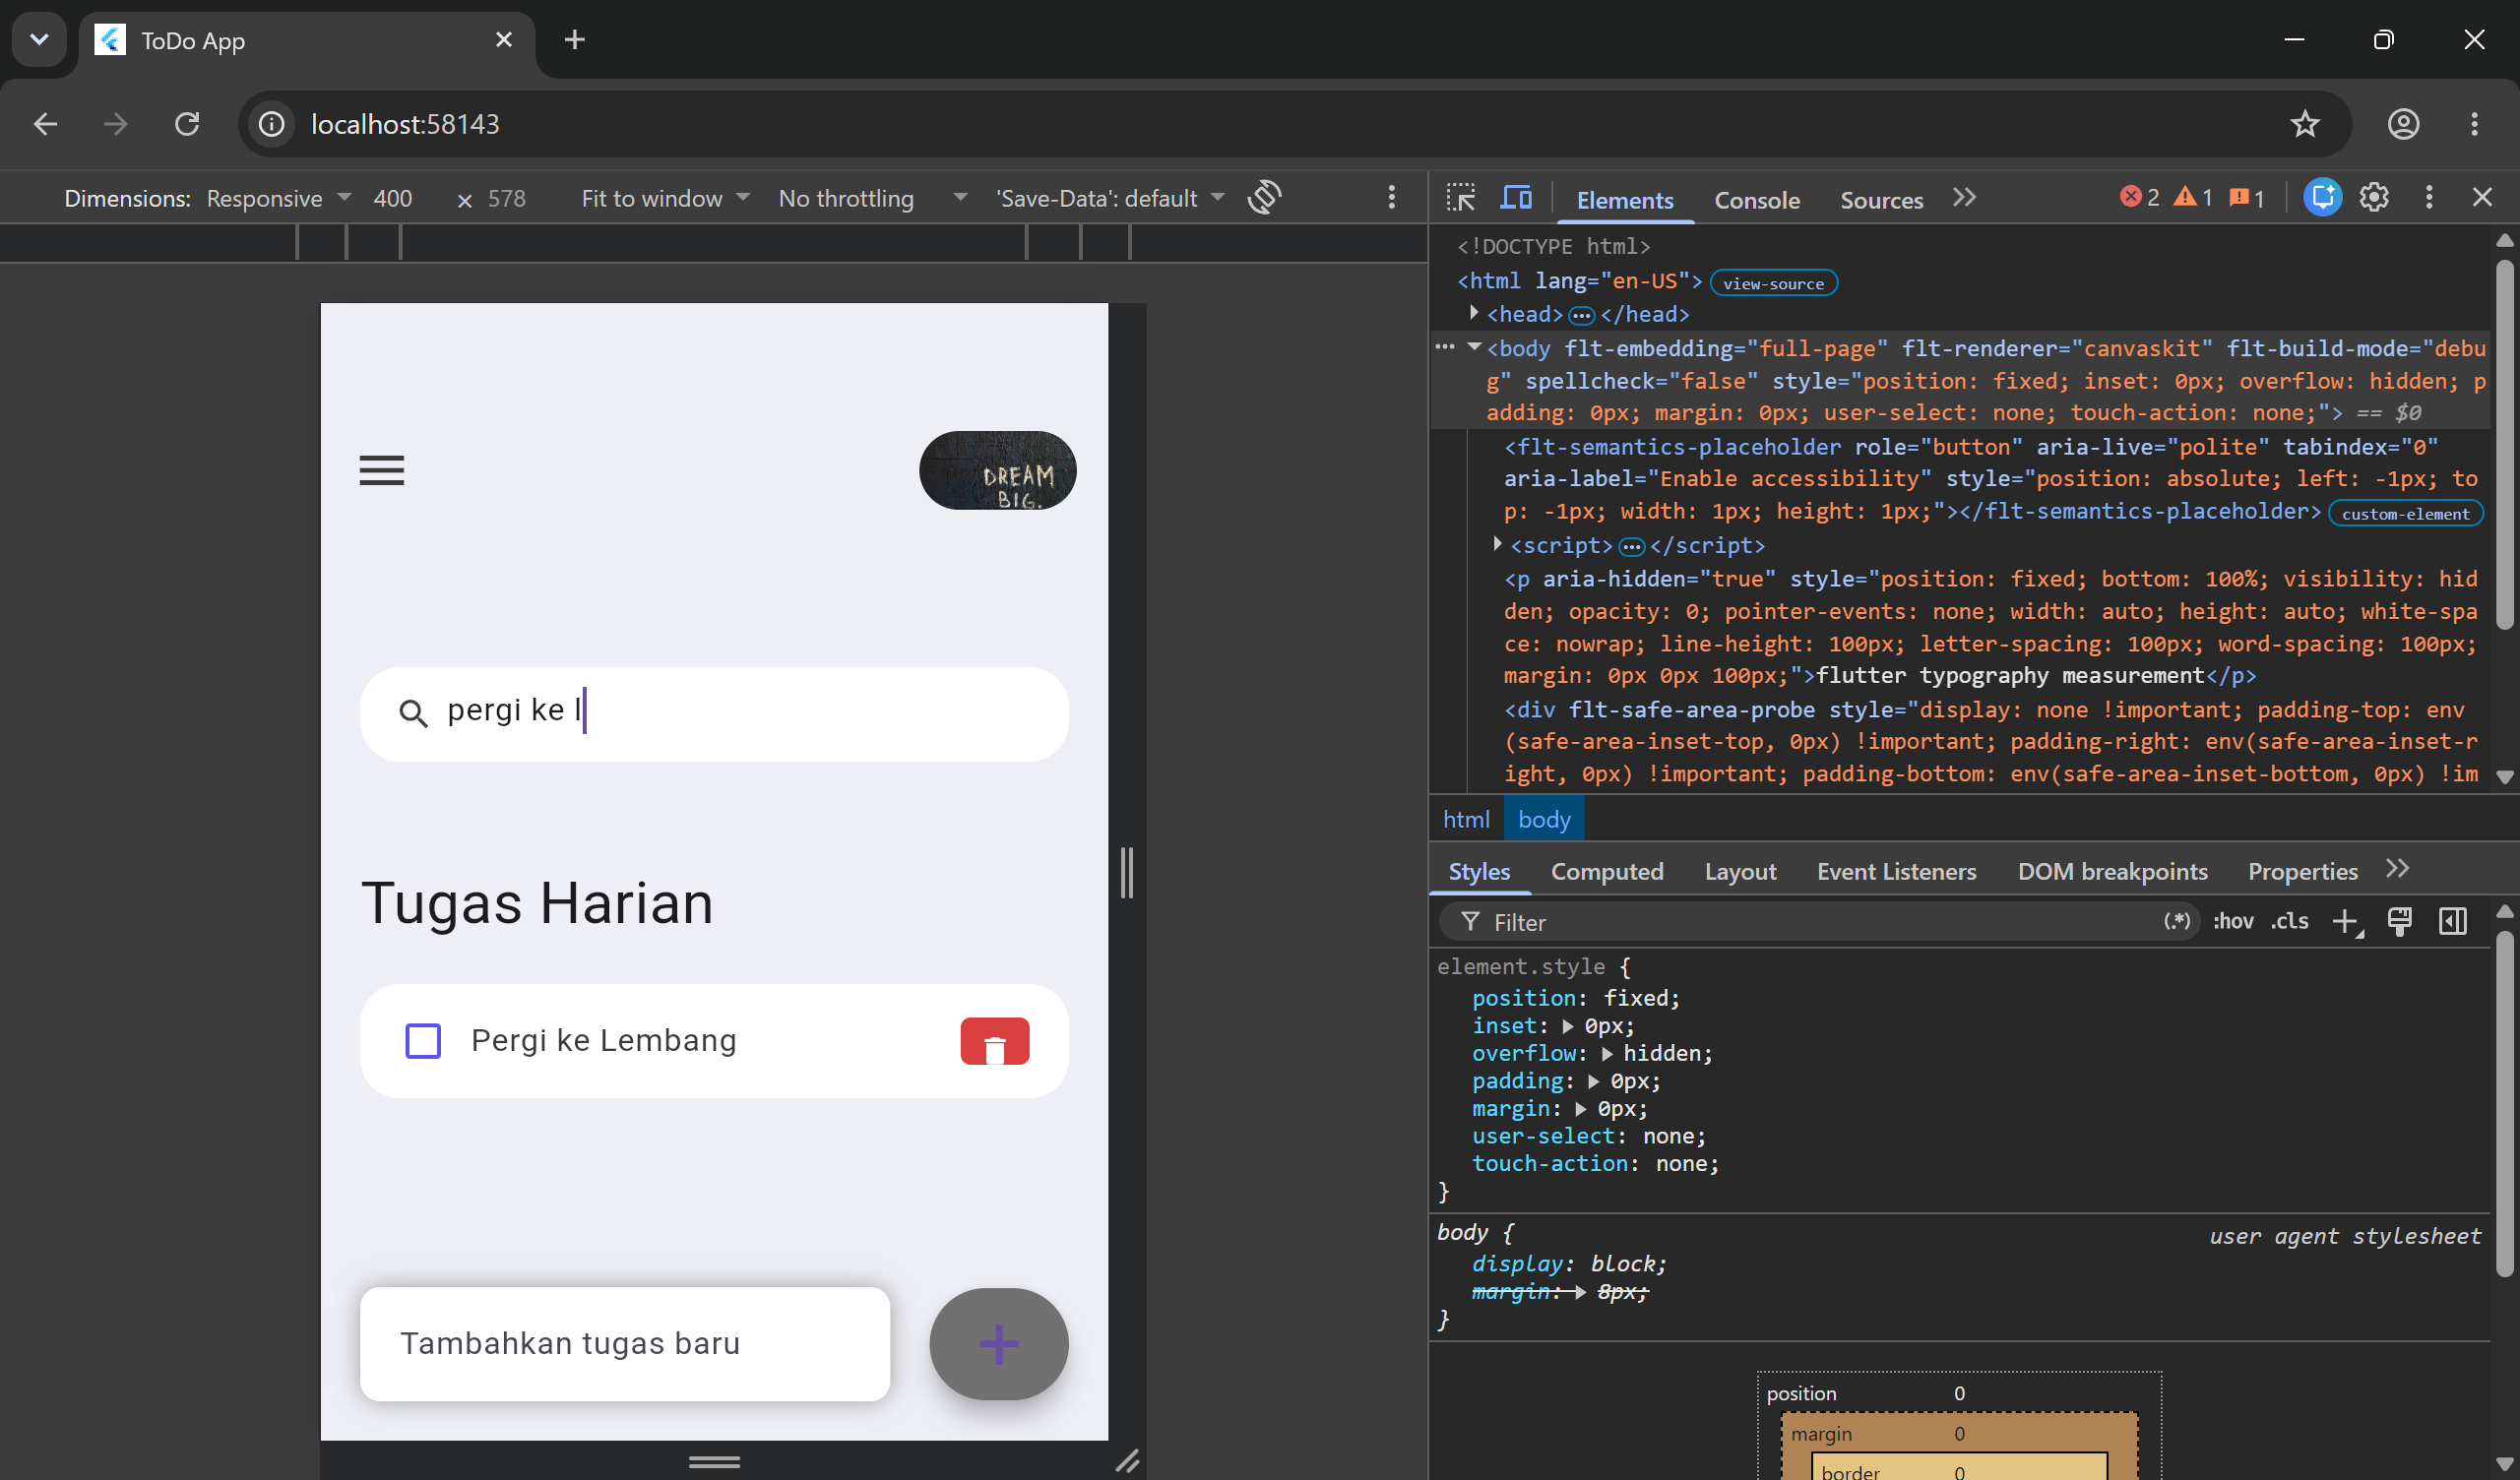 ToDo App
localhost:58143
Dimensions: Responsive 400 × 578 Fit to window No throttling 'Save-Data': default
Elements Console Sources 2 1 1
DREAM
BIG.
pergi ke l
Tugas Harian
Pergi ke Lembang
Tambahkan tugas baru
<!DOCTYPE html>
<html lang="en-US"> view-source
<head> ··· </head>
··· <body flt-embedding="full-page" flt-renderer="canvaskit" flt-build-mode="debu
g" spellcheck="false" style="position: fixed; inset: 0px; overflow: hidden; p
adding: 0px; margin: 0px; user-select: none; touch-action: none;"> == $0
<flt-semantics-placeholder role="button" aria-live="polite" tabindex="0"
aria-label="Enable accessibility" style="position: absolute; left: -1px; to
p: -1px; width: 1px; height: 1px;"></flt-semantics-placeholder> custom-element
<script> ··· </script>
<p aria-hidden="true" style="position: fixed; bottom: 100%; visibility: hid
den; opacity: 0; pointer-events: none; width: auto; height: auto; white-spa
ce: nowrap; line-height: 100px; letter-spacing: 100px; word-spacing: 100px;
margin: 0px 0px 100px;">flutter typography measurement</p>
<div flt-safe-area-probe style="display: none !important; padding-top: env
(safe-area-inset-top, 0px) !important; padding-right: env(safe-area-inset-r
ight, 0px) !important; padding-bottom: env(safe-area-inset-bottom, 0px) !im
html body
Styles Computed Layout Event Listeners DOM breakpoints Properties
Filter (.*) :hov .cls
element.style {
position: fixed;
inset: 0px;
overflow: hidden;
padding: 0px;
margin: 0px;
user-select: none;
touch-action: none;
}
body { user agent stylesheet
display: block;
margin: 8px;
}
position 0
margin 0
border 0